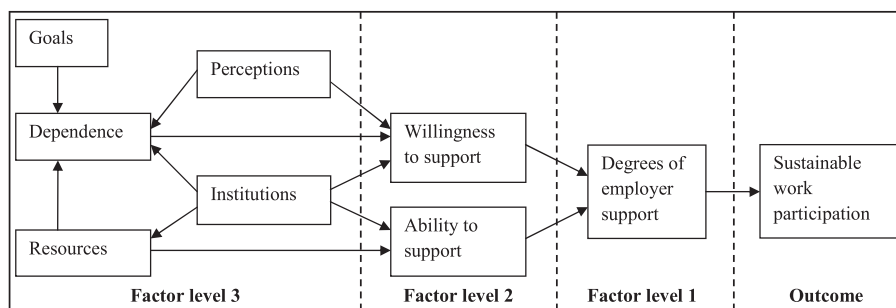 Goals
Perceptions
Dependence
Willingness
to support
Degrees of
employer
support
Sustainable
work
participation
Institutions
Ability to
support
Resources
Factor level 3
Factor level 2
Factor level 1
Outcome